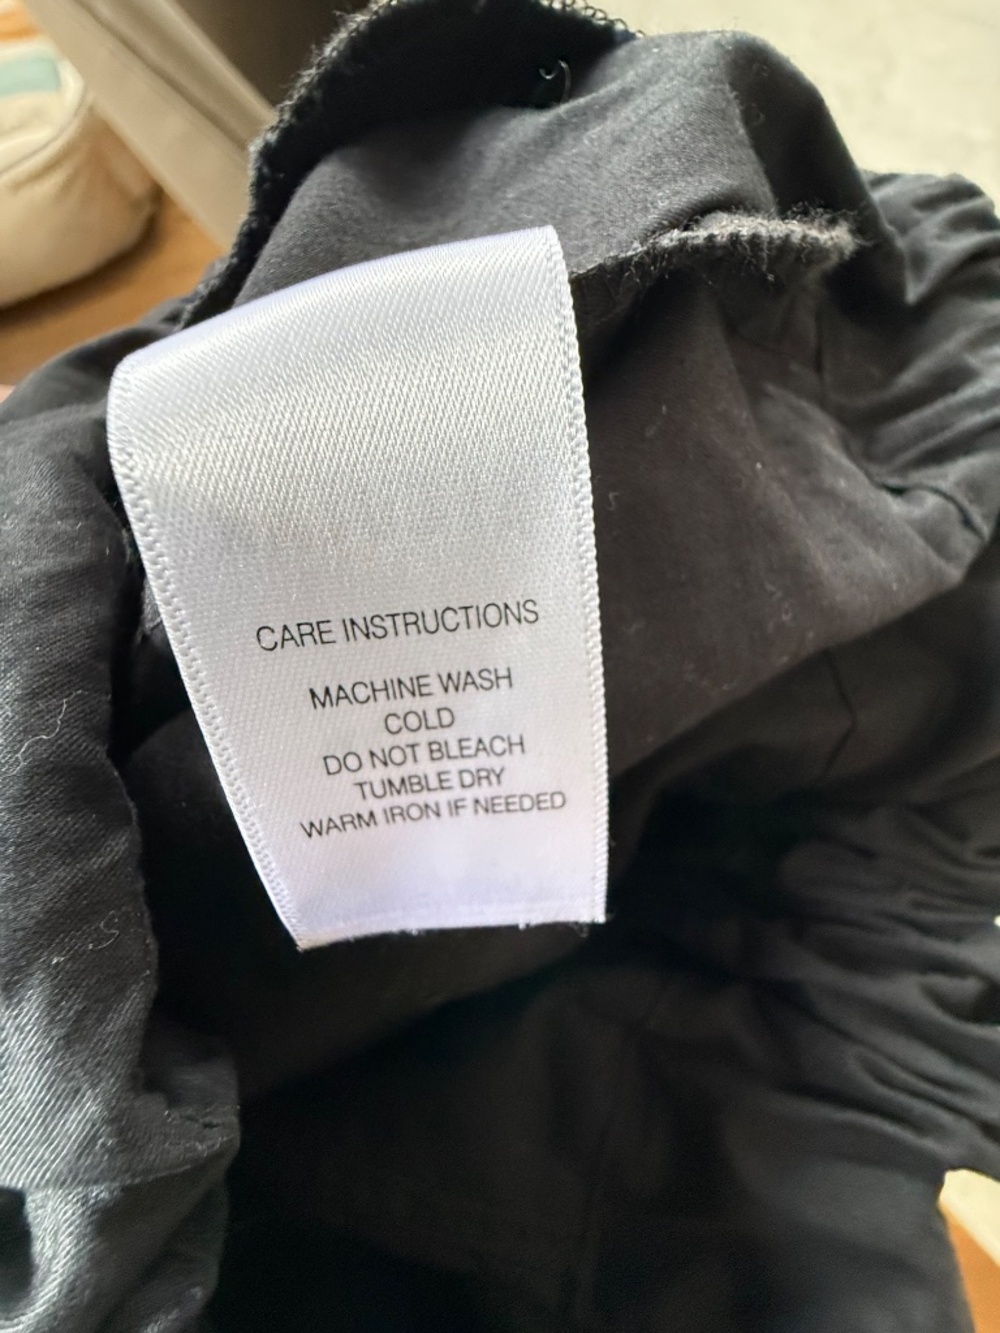 CARE INSTRUCTIONS
MACHINE WASH
COLD
DO NOT BLEACH
TUMBLE DRY
WARM IRON IF NEEDED